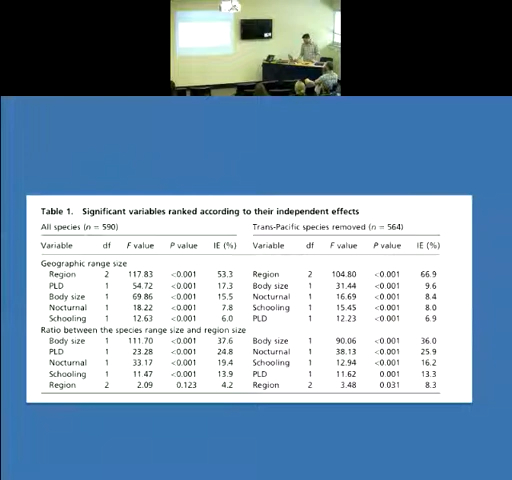 Table 1. Significant variables ranked according to their independent effects
All species (n = 590) Trans-Pacific species removed (n = 564)
Variable df F value P value IE (%) Variable df F value P value IE (%)
Geographic range size
Region 2 117.83 <0.001 53.3 Region 2 104.80 <0.001 66.9
PLD 1 54.72 <0.001 17.3 Body size 1 31.44 <0.001 9.6
Body size 1 69.86 <0.001 15.5 Nocturnal 1 16.69 <0.001 8.4
Nocturnal 1 18.22 <0.001 7.8 Schooling 1 15.45 <0.001 8.0
Schooling 1 12.63 <0.001 6.0 PLD 1 12.23 <0.001 6.9
Ratio between the species range size and region size
Body size 1 111.70 <0.001 37.6 Body size 1 90.06 <0.001 36.0
PLD 1 23.28 <0.001 24.8 Nocturnal 1 38.13 <0.001 25.9
Nocturnal 1 33.17 <0.001 19.4 Schooling 1 12.94 <0.001 16.2
Schooling 1 11.47 <0.001 13.9 PLD 1 11.62 0.001 13.3
Region 2 2.09 0.123 4.2 Region 2 3.48 0.031 8.3